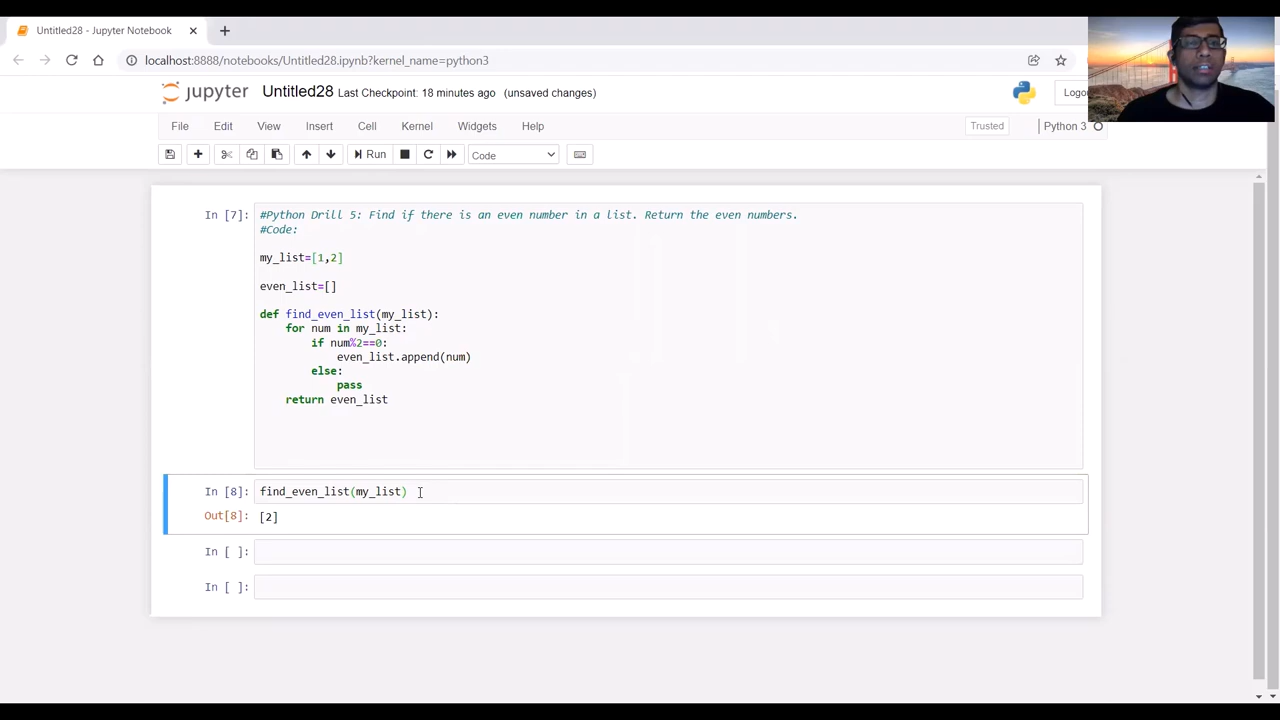 Untitled28 - Jupyter Notebook
localhost:8888/notebooks/Untitled28.ipynb?kernel_name=python3
jupyter Untitled28 Last Checkpoint: 18 minutes ago (unsaved changes)
Logo
File Edit View Insert Cell Kernel Widgets Help
Trusted
Python 3
Run
Code
In [7]:
#Python Drill 5: Find if there is an even number in a list. Return the even numbers.
#Code:
my_list=[1,2]
even_list=[]
def find_even_list(my_list):
for num in my_list:
if num%2==0:
even_list.append(num)
else:
pass
return even_list
In [8]: find_even_list(my_list)
Out[8]: [2]
In [ ]:
In [ ]: